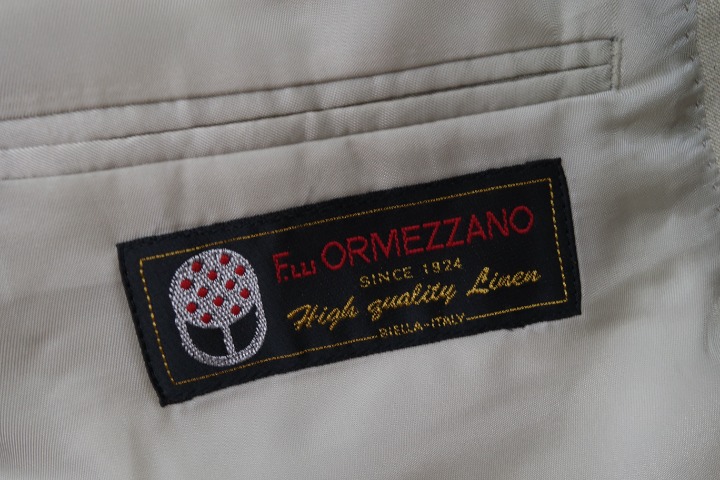 F.LLI ORMEZZANO
SINCE 1924
High quality Linen
BIELLA-ITALY